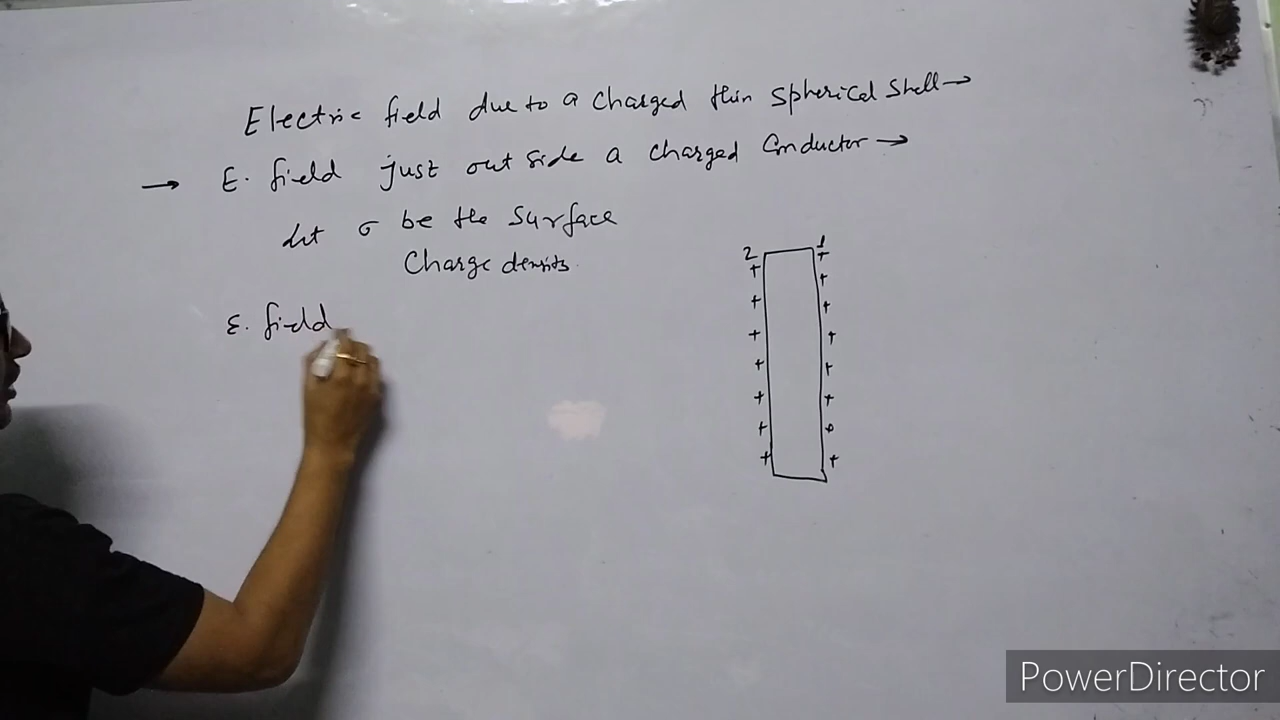 Electric field due to a charged thin spherical shell →
→ E. field just outside a charged Conductor →
Let σ be the surface
Charge density.
2 1
+ + + + + + +
+ + + + + + + +
E. field
PowerDirector